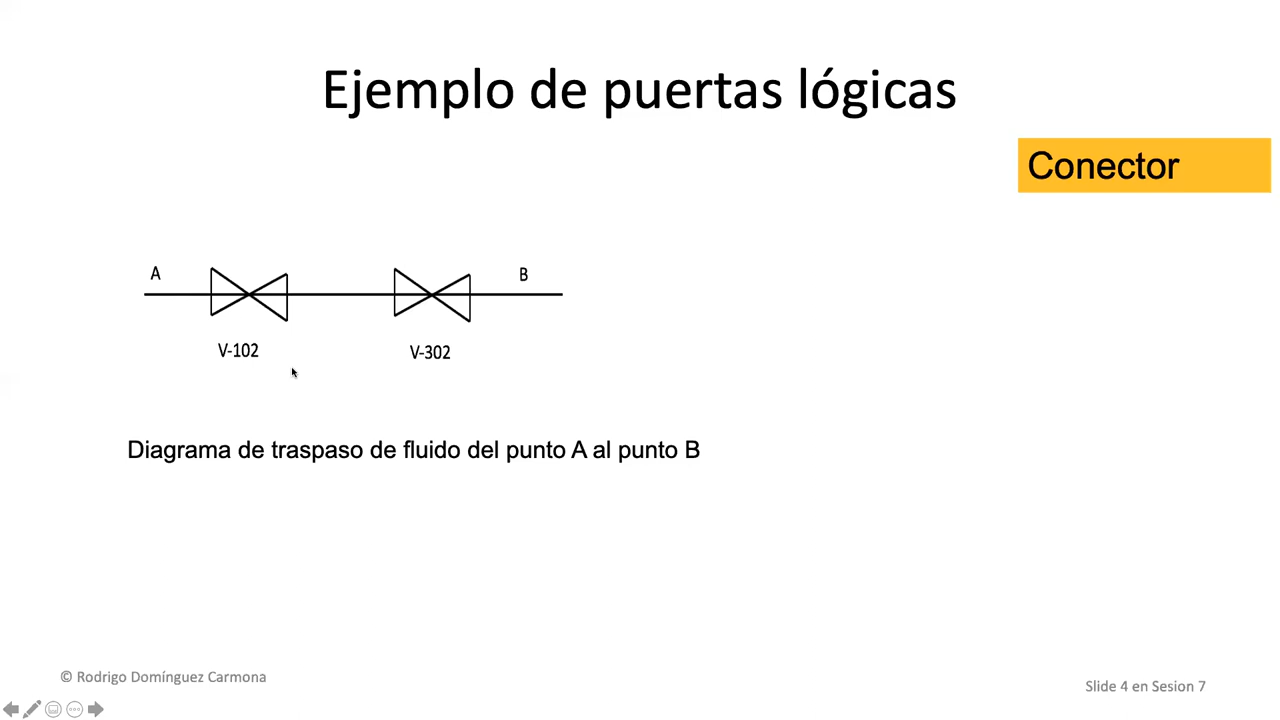 Ejemplo de puertas lógicas
Conector
A
B
V-102
V-302
Diagrama de traspaso de fluido del punto A al punto B
© Rodrigo Domínguez Carmona
Slide 4 en Sesion 7